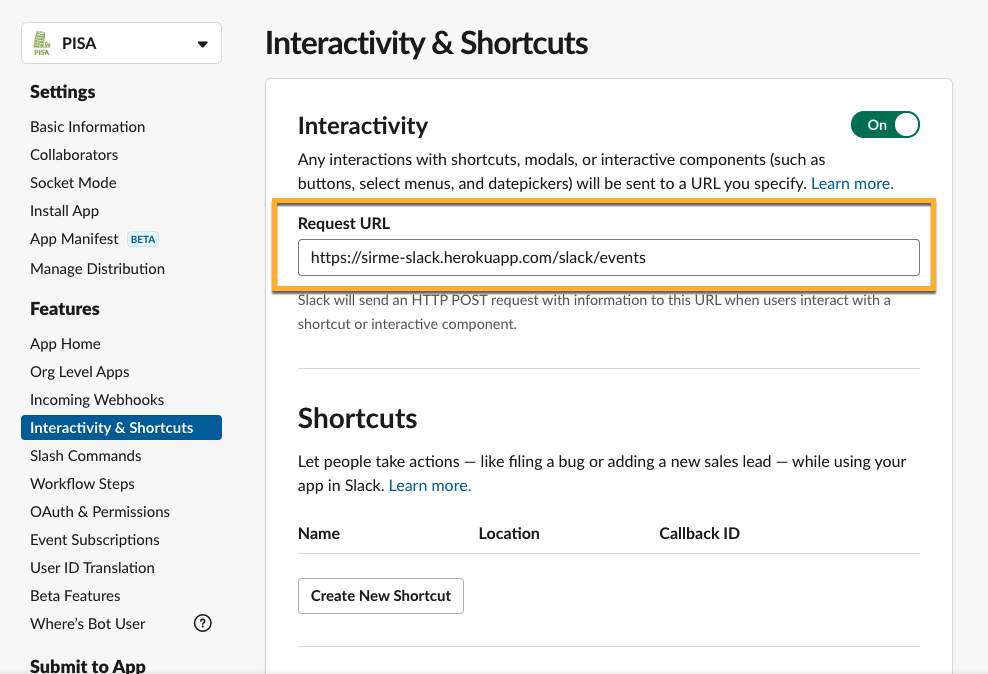 PISA
PISA
Settings
Basic Information
Collaborators
Socket Mode
Install App
App Manifest BETA
Manage Distribution
Features
App Home
Org Level Apps
Incoming Webhooks
Interactivity & Shortcuts
Slash Commands
Workflow Steps
OAuth & Permissions
Event Subscriptions
User ID Translation
Beta Features
Where's Bot User ?
Submit to App
Interactivity & Shortcuts
Interactivity
On
Any interactions with shortcuts, modals, or interactive components (such as
buttons, select menus, and datepickers) will be sent to a URL you specify. Learn more.
Request URL
https://sirme-slack.herokuapp.com/slack/events
Slack will send an HTTP POST request with information to this URL when users interact with a
shortcut or interactive component.
Shortcuts
Let people take actions — like filing a bug or adding a new sales lead — while using your
app in Slack. Learn more.
Name Location Callback ID
Create New Shortcut